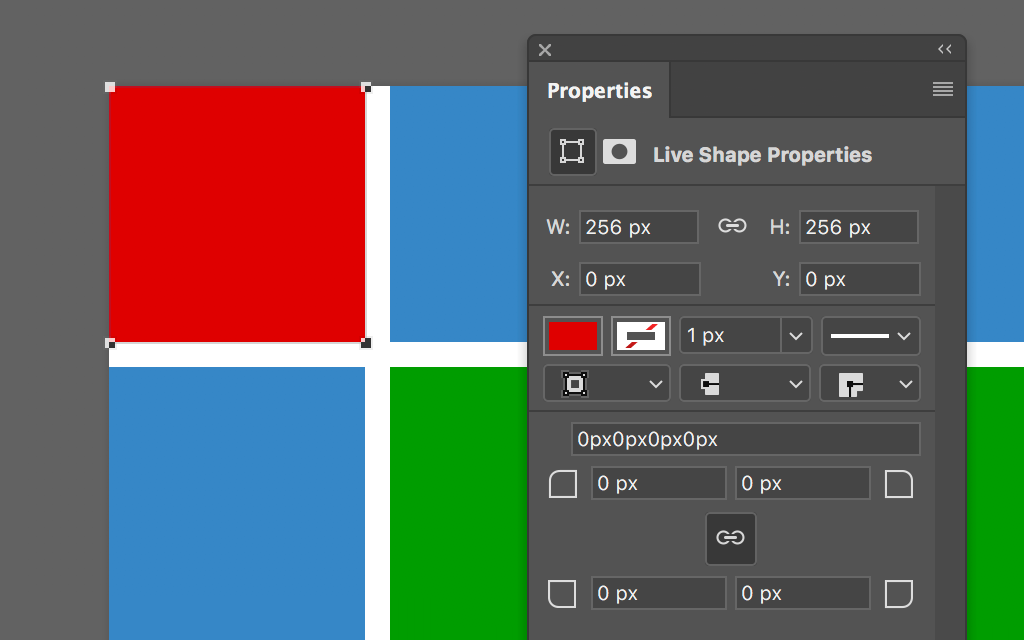 Properties
Live Shape Properties
W: 256 px H: 256 px
X: 0 px Y: 0 px
1 px
0px0px0px0px
0 px 0 px
0 px 0 px